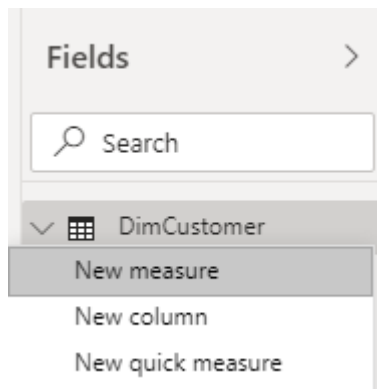 Fields
Search
DimCustomer
New measure
New column
New quick measure